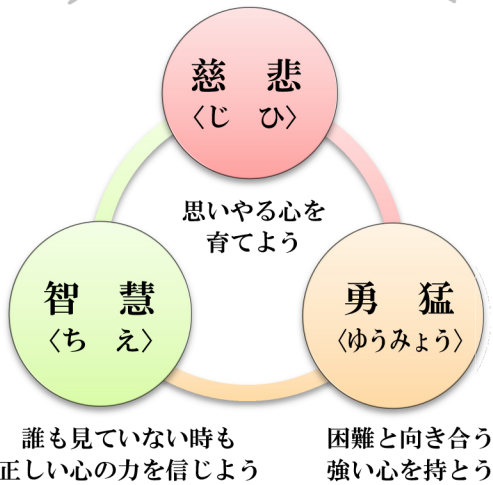 慈　悲
〈じ　ひ〉
思いやる心を
育てよう
智　慧
〈ち　え〉
誰も見ていない時も
正しい心の力を信じよう
勇　猛
〈ゆうみょう〉
困難と向き合う
強い心を持とう